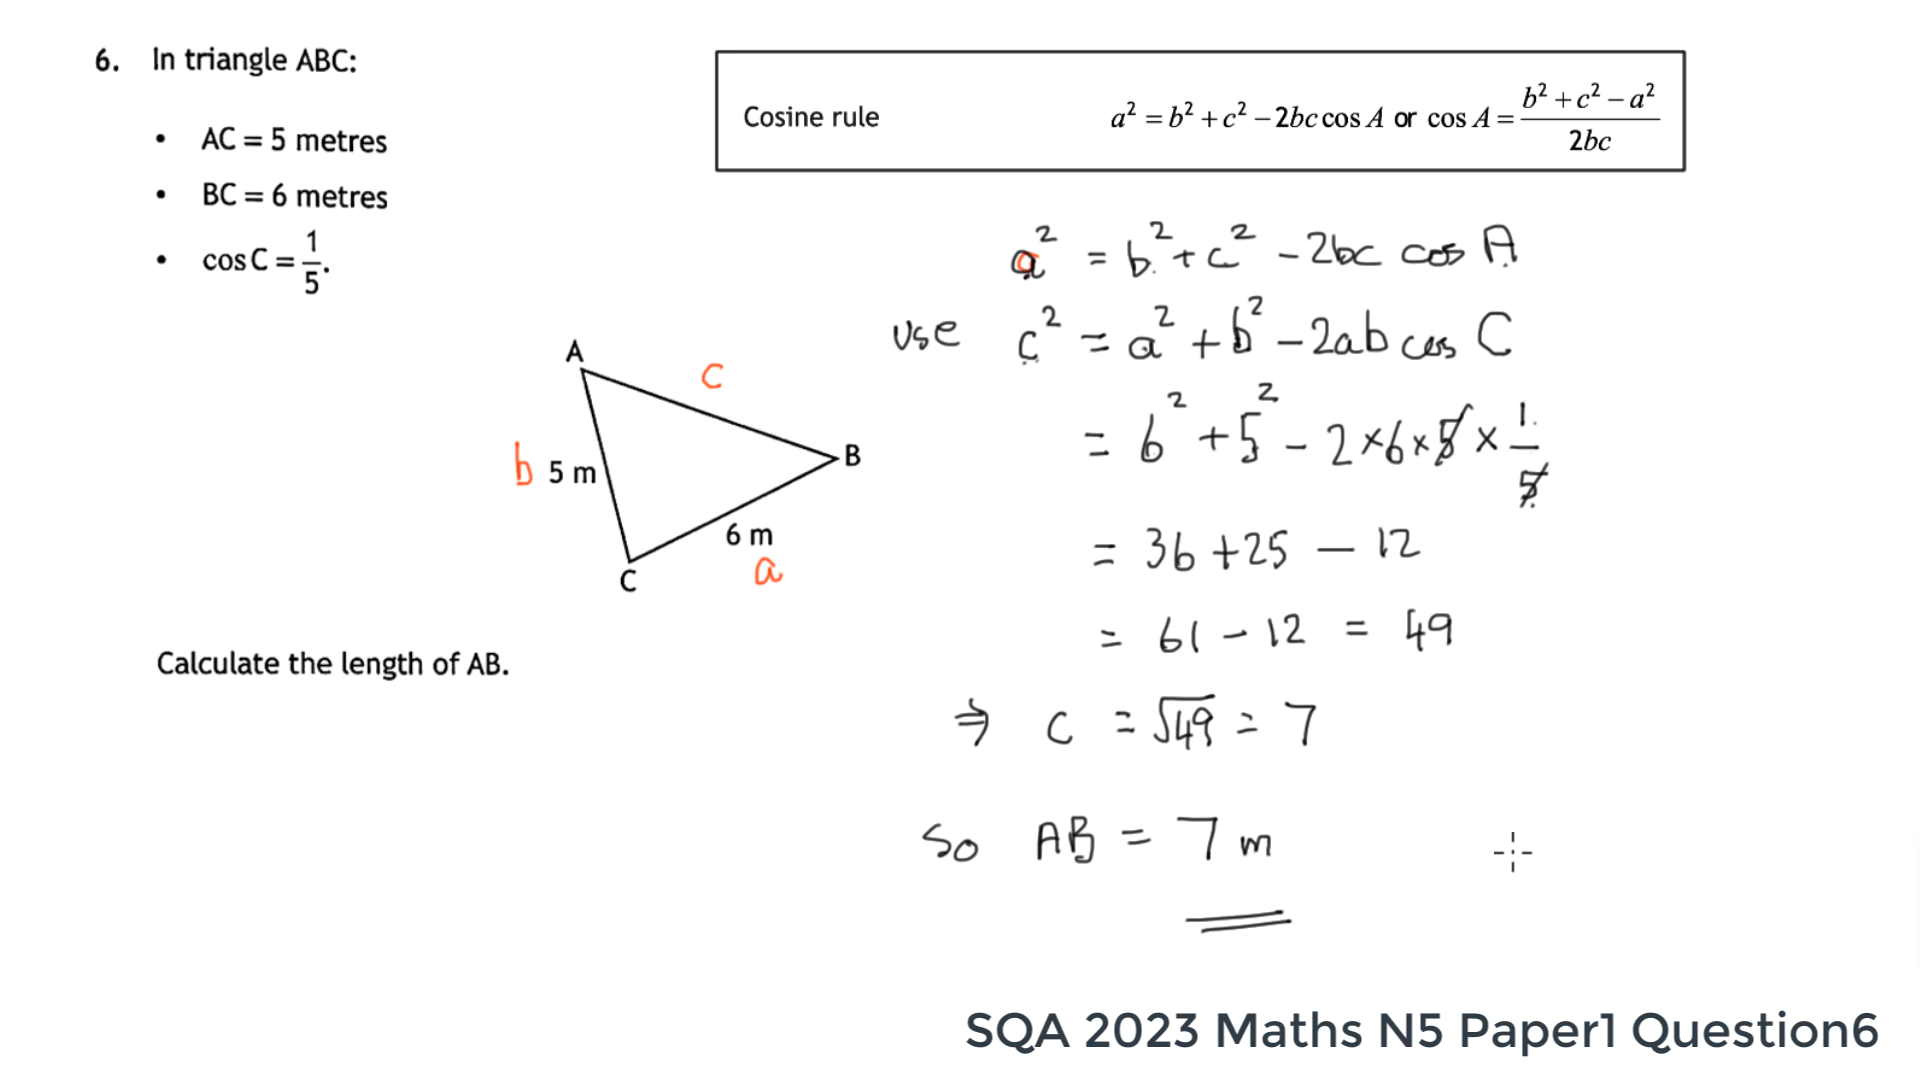 6. In triangle ABC:
• AC = 5 metres
• BC = 6 metres
• cos C = 1/5.
Cosine rule a² = b² + c² − 2bc cos A or cos A = (b² + c² − a²)/2bc
A
c
B
b 5 m
6 m
a
C
Calculate the length of AB.
a² = b² + c² − 2bc cos A
use c² = a² + b² − 2ab cos C
= 6² + 5² − 2 × 6 × 5 × 1/5
= 36 + 25 − 12
= 61 − 12 = 49
⇒ c = √49 = 7
So AB = 7 m
SQA 2023 Maths N5 Paper1 Question6